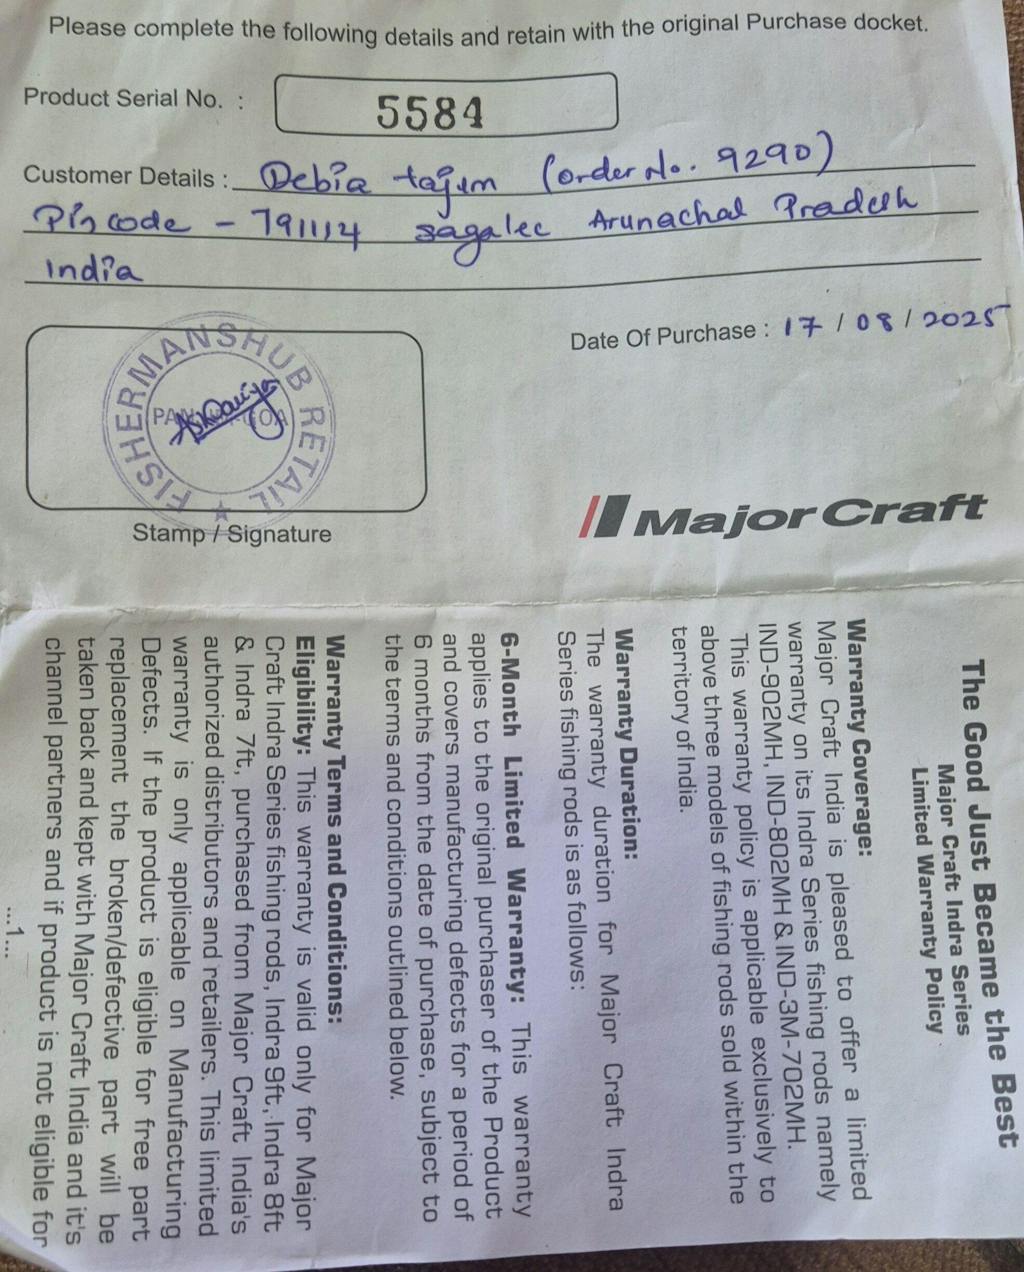 Please complete the following details and retain with the original Purchase docket.
Product Serial No. : 5584
Customer Details : Debia tajum (order No. 9290)
Pin code - 791114 sagalee Arunachal Pradesh
India
Date Of Purchase : 17/08/2025
FISHERMANSHUB RETAIL
Stamp / Signature
Major Craft
The Good Just Became the Best
Major Craft Indra Series
Limited Warranty Policy
Warranty Coverage:
Major Craft India is pleased to offer a limited
warranty on its Indra Series fishing rods namely
IND-902MH, IND-802MH & IND-3M-702MH.
This warranty policy is applicable exclusively to
above three models of fishing rods sold within the
territory of India.
Warranty Duration:
The warranty duration for Major Craft Indra
Series fishing rods is as follows:
6-Month Limited Warranty: This warranty
applies to the original purchaser of the Product
and covers manufacturing defects for a period of
6 months from the date of purchase, subject to
the terms and conditions outlined below.
Warranty Terms and Conditions:
Eligibility: This warranty is valid only for Major
Craft Indra Series fishing rods, Indra 9ft, Indra 8ft
& Indra 7ft, purchased from Major Craft India's
authorized distributors and retailers. This limited
warranty is only applicable on Manufacturing
Defects. If the product is eligible for free part
replacement the broken/defective part will be
taken back and kept with Major Craft India and it's
channel partners and if product is not eligible for
....1...